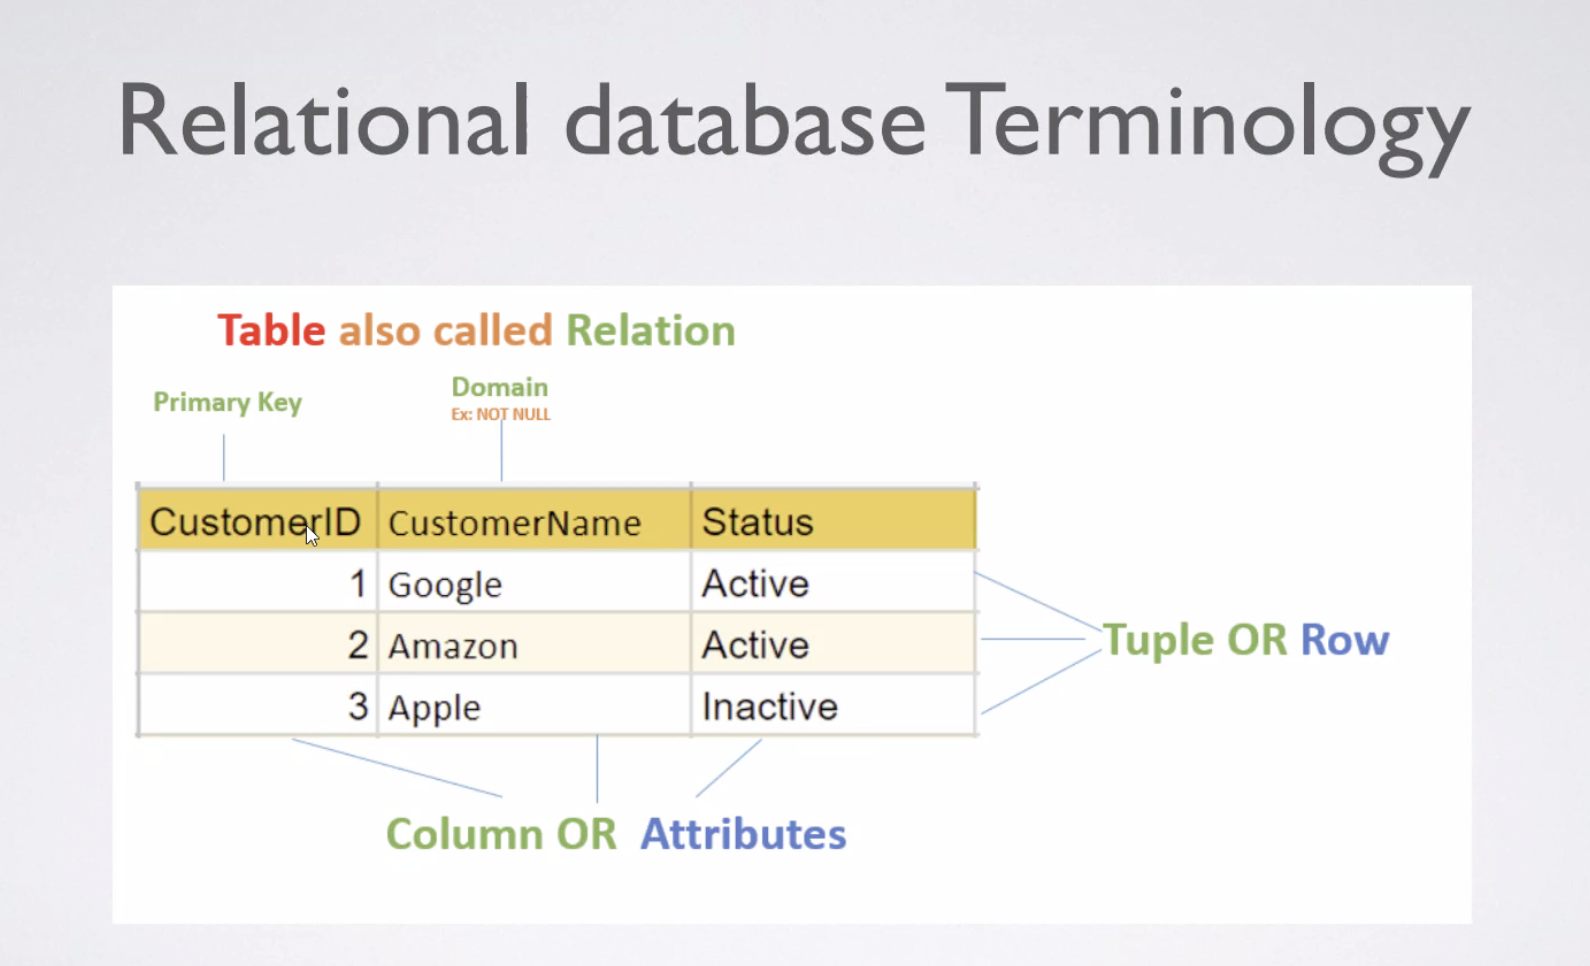 Relational database Terminology
Table also called Relation
Primary Key
Domain
Ex: NOT NULL
CustomerID CustomerName Status
1 Google Active
2 Amazon Active
3 Apple Inactive
Tuple OR Row
Column OR Attributes